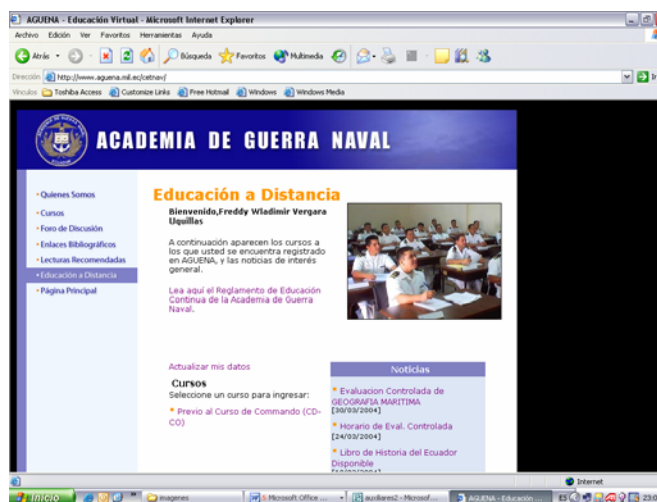 AGUENA - Educación Virtual - Microsoft Internet Explorer
Archivo Edición Ver Favoritos Herramientas Ayuda
Atrás Búsqueda Favoritos Multimedia
Dirección http://www.aguena.mil.ec/cetnav/
Vínculos Toshiba Access Customize Links Free Hotmail Windows Windows Media
ACADEMIA DE GUERRA NAVAL
Quienes Somos
Cursos
Foro de Discusión
Enlaces Bibliográficos
Lecturas Recomendadas
Educación a Distancia
Página Principal
Educación a Distancia
Bienvenido,Freddy Wladimir Vergara
Uquillas
A continuación aparecen los cursos a
los que usted se encuentra registrado
en AGUENA, y las noticias de interés
general.
Lea aquí el Reglamento de Educación
Continua de la Academia de Guerra
Naval.
Actualizar mis datos
Cursos
Seleccione un curso para ingresar:
* Previo al Curso de Commando (CD-
CO)
Noticias
* Evaluacion Controlada de
GEOGRAFIA MARITIMA
[30/03/2004]
* Horario de Eval. Controlada
[24/03/2004]
* Libro de Historia del Ecuador
Disponible
Internet
Inicio imagenes 5 Microsoft Office ... auxiliares2 - Microsof... AGUENA - Educación ... ES 23:0